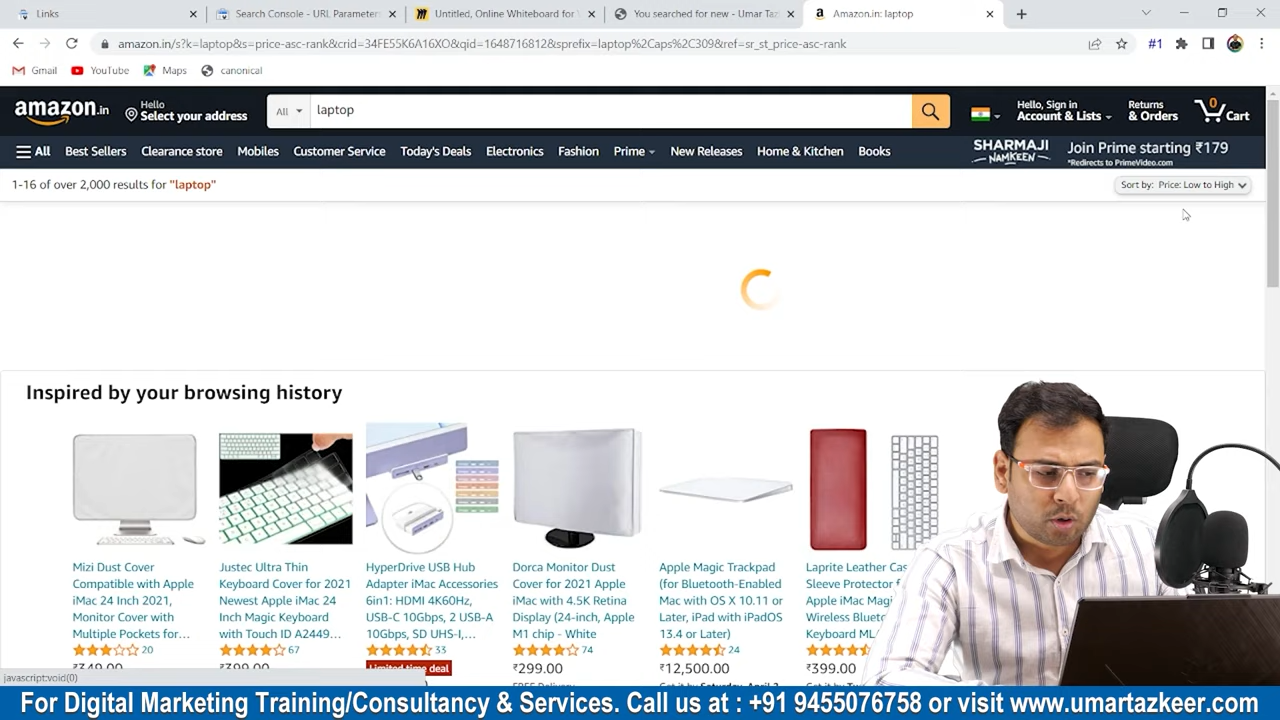 Links
Search Console - URL Parameter
Untitled, Online Whiteboard for
You searched for new - Umar Taz
Amazon.in: laptop
amazon.in/s?k=laptop&s=price-asc-rank&crid=34FE55K6A16XO&qid=1648716812&sprefix=laptop%2Caps%2C309&ref=sr_st_price-asc-rank
#1
Gmail
YouTube
Maps
canonical
amazon.in
Hello
Select your address
All
laptop
Hello, Sign in
Account & Lists
Returns
& Orders
0
Cart
All
Best Sellers
Clearance store
Mobiles
Customer Service
Today's Deals
Electronics
Fashion
Prime
New Releases
Home & Kitchen
Books
SHARMAJI
NAMKEEN
Join Prime starting ₹179
*Redirects to PrimeVideo.com
1-16 of over 2,000 results for "laptop"
Sort by: Price: Low to High
Inspired by your browsing history
Mizi Dust Cover
Compatible with Apple
iMac 24 Inch 2021,
Monitor Cover with
Multiple Pockets for...
20
₹349.00
Justec Ultra Thin
Keyboard Cover for 2021
Newest Apple iMac 24
Inch Magic Keyboard
with Touch ID A2449...
67
₹399.00
HyperDrive USB Hub
Adapter iMac Accessories
6in1: HDMI 4K60Hz,
USB-C 10Gbps, 2 USB-A
10Gbps, SD UHS-I,...
33
Limited time deal
Dorca Monitor Dust
Cover for 2021 Apple
iMac with 4.5K Retina
Display (24-inch, Apple
M1 chip - White
74
₹299.00
Apple Magic Trackpad
(for Bluetooth-Enabled
Mac with OS X 10.11 or
Later, iPad with iPadOS
13.4 or Later)
24
₹12,500.00
Laprite Leather Cas
Sleeve Protector f
Apple iMac Magi
Wireless Blueto
Keyboard ML
₹399.00
javascript:void(0)
For Digital Marketing Training/Consultancy & Services. Call us at : +91 9455076758 or visit www.umartazkeer.com